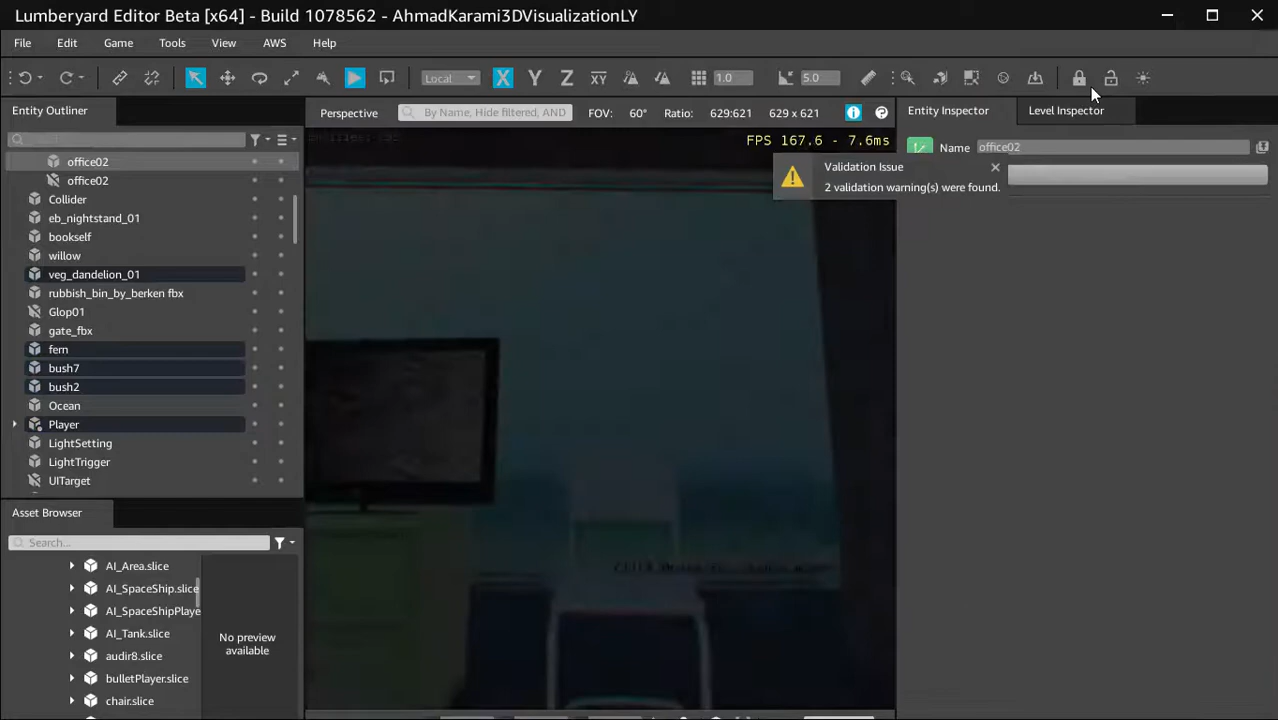 Lumberyard Editor Beta [x64] - Build 1078562 - AhmadKarami3DVisualizationLY
File Edit Game Tools View AWS Help
Local X Y Z XY 1.0 5.0
Entity Outliner
office02
office02
Collider
eb_nightstand_01
bookself
willow
veg_dandelion_01
rubbish_bin_by_berken fbx
Glop01
gate_fbx
fern
bush7
bush2
Ocean
Player
LightSetting
LightTrigger
UITarget
Asset Browser
Search...
AI_Area.slice
AI_SpaceShip.slice
AI_SpaceShipPlaye
AI_Tank.slice
audir8.slice
bulletPlayer.slice
chair.slice
No preview
available
Perspective By Name, Hide filtered, AND FOV: 60° Ratio: 629:621 629 x 621
FPS 167.6 - 7.6ms
Validation Issue
2 validation warning(s) were found.
Entity Inspector Level Inspector
Name office02